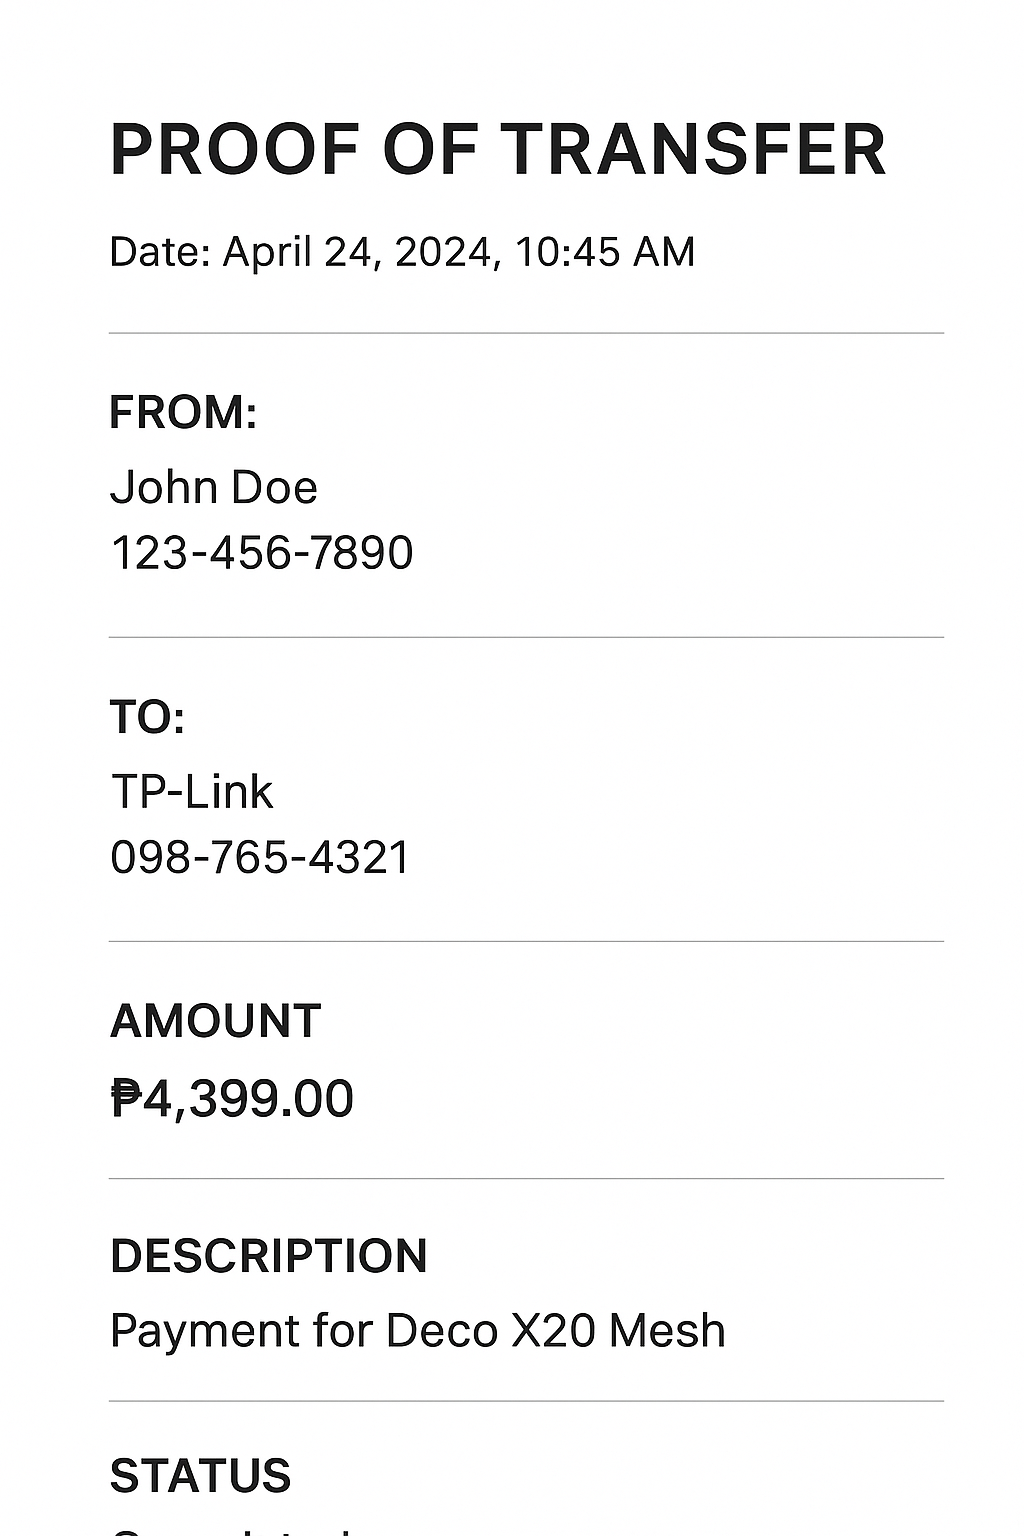 PROOF OF TRANSFER
Date: April 24, 2024, 10:45 AM
FROM:
John Doe
123-456-7890
TO:
TP-Link
098-765-4321
AMOUNT
₱4,399.00
DESCRIPTION
Payment for Deco X20 Mesh
STATUS